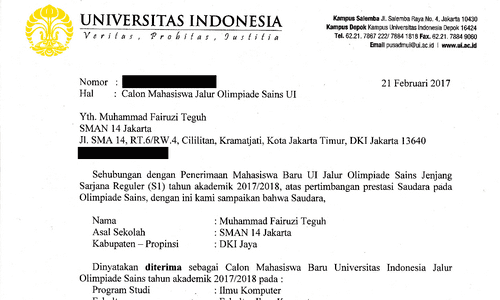 UNIVERSITAS INDONESIA
Veritas, Probitas, Justitia
Kampus Salemba Jl. Salemba Raya No. 4, Jakarta 10430
Kampus Depok Kampus Universitas Indonesia Depok 16424
Tel. 62.21. 7867 222/ 7884 1818 Fax. 62.21. 7884 9060
Email pusadmui@ui.ac.id | www.ui.ac.id
Nomor :
21 Februari 2017
Hal : Calon Mahasiswa Jalur Olimpiade Sains UI
Yth. Muhammad Fairuzi Teguh
SMAN 14 Jakarta
Jl. SMA 14, RT.6/RW.4, Cililitan, Kramatjati, Kota Jakarta Timur, DKI Jakarta 13640
Sehubungan dengan Penerimaan Mahasiswa Baru UI Jalur Olimpiade Sains Jenjang
Sarjana Reguler (S1) tahun akademik 2017/2018, atas pertimbangan prestasi Saudara pada
Olimpiade Sains, dengan ini kami sampaikan bahwa Saudara,
Nama : Muhammad Fairuzi Teguh
Asal Sekolah : SMAN 14 Jakarta
Kabupaten – Propinsi : DKI Jaya
Dinyatakan diterima sebagai Calon Mahasiswa Baru Universitas Indonesia Jalur
Olimpiade Sains tahun akademik 2017/2018 pada :
Program Studi : Ilmu Komputer